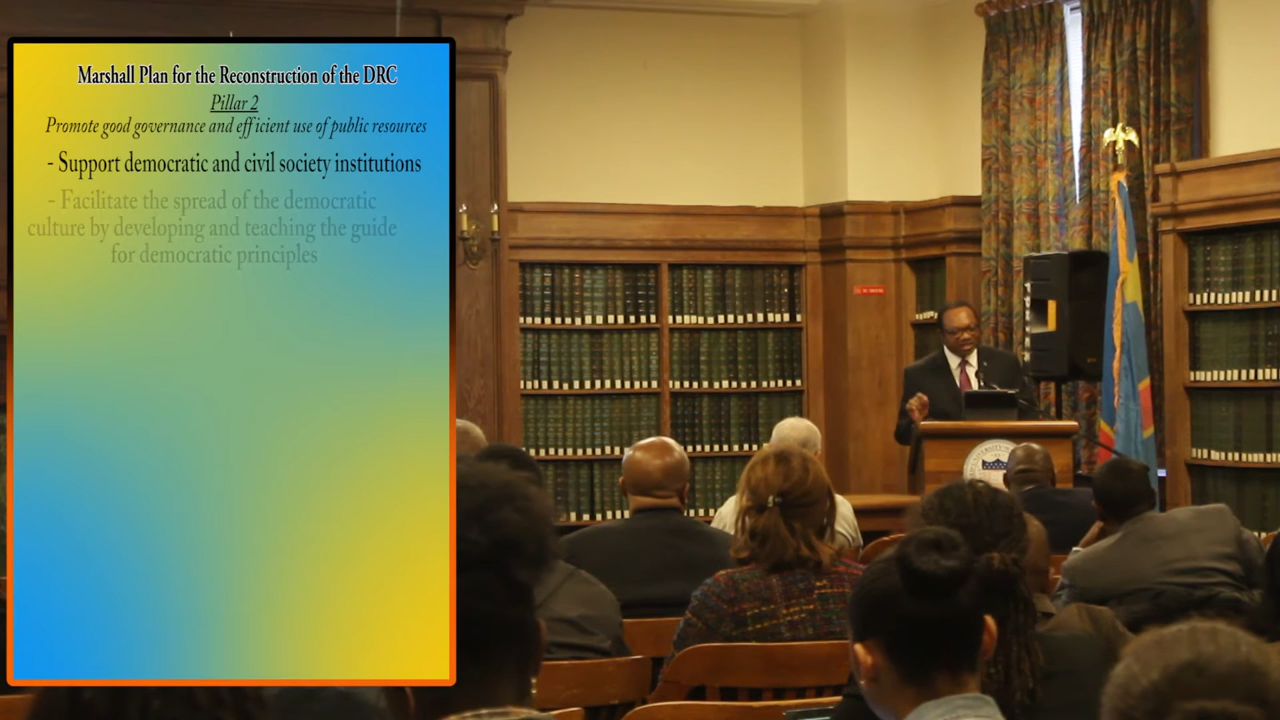 Marshall Plan for the Reconstruction of the DRC
Pillar 2
Promote good governance and efficient use of public resources
- Support democratic and civil society institutions
- Facilitate the spread of the democratic
culture by developing and teaching the guide
for democratic principles